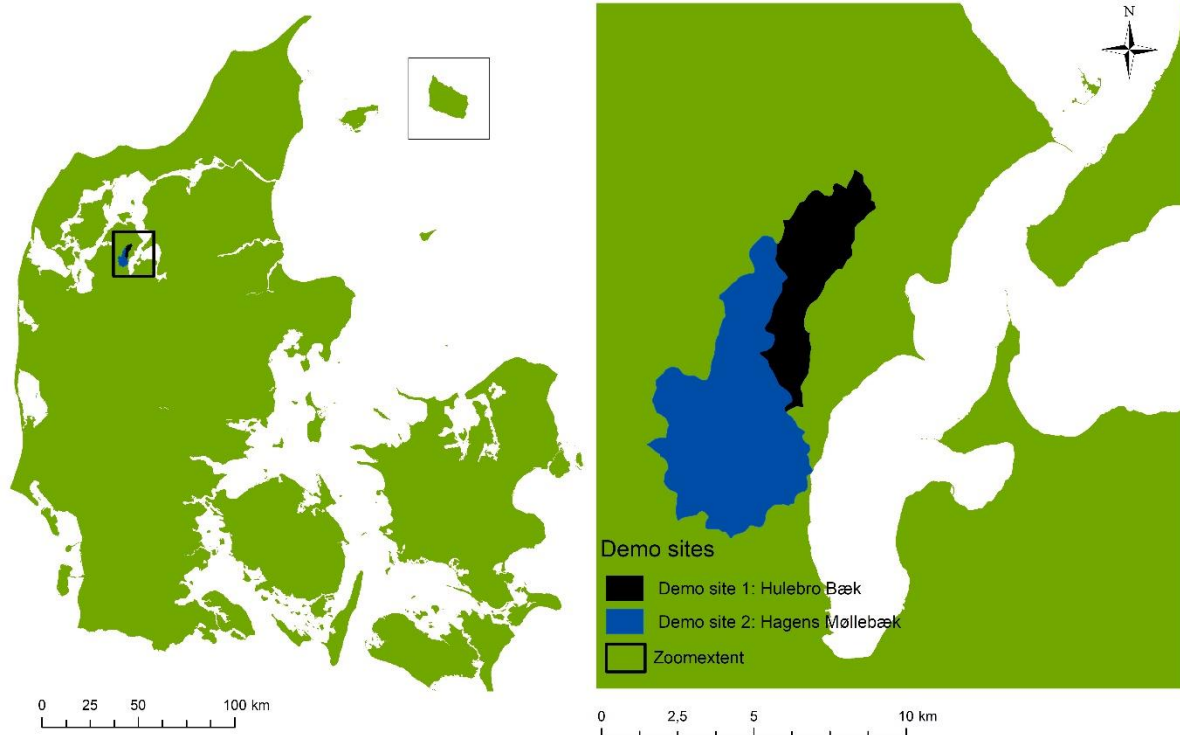 N
Demo sites
Demo site 1: Hulebro Bæk
Demo site 2: Hagens Møllebæk
Zoomextent
0 25 50 100 km
0 2,5 5 10 km